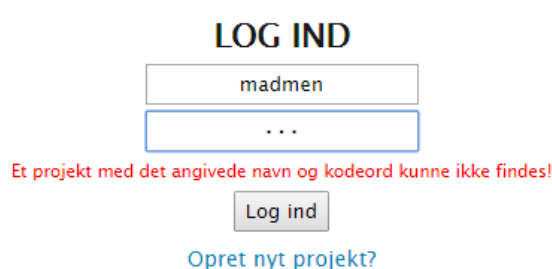 LOG IND
madmen
...
Et projekt med det angivede navn og kodeord kunne ikke findes!
Log ind
Opret nyt projekt?